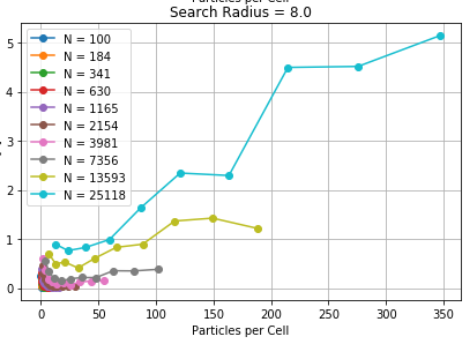 Particles per Cell
Search Radius = 8.0
5
4
3
2
1
0
N = 100
N = 184
N = 341
N = 630
N = 1165
N = 2154
N = 3981
N = 7356
N = 13593
N = 25118
0 50 100 150 200 250 300 350
Particles per Cell